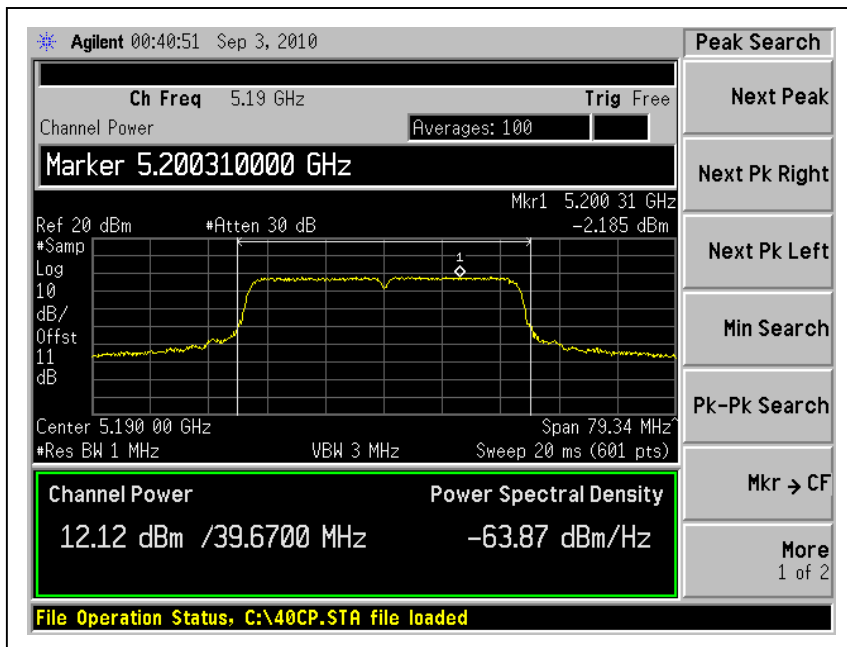 Agilent 00:40:51 Sep 3, 2010
Peak Search
Ch Freq 5.19 GHz Trig Free
Channel Power Averages: 100
Marker 5.200310000 GHz
Mkr1 5.200 31 GHz
Ref 20 dBm #Atten 30 dB -2.185 dBm
#Samp
Log
10
dB/
Offst
11
dB
1
Center 5.190 00 GHz Span 79.34 MHz^
#Res BW 1 MHz VBW 3 MHz Sweep 20 ms (601 pts)
Channel Power Power Spectral Density
12.12 dBm /39.6700 MHz -63.87 dBm/Hz
File Operation Status, C:\40CP.STA file loaded
Next Peak
Next Pk Right
Next Pk Left
Min Search
Pk-Pk Search
Mkr → CF
More
1 of 2